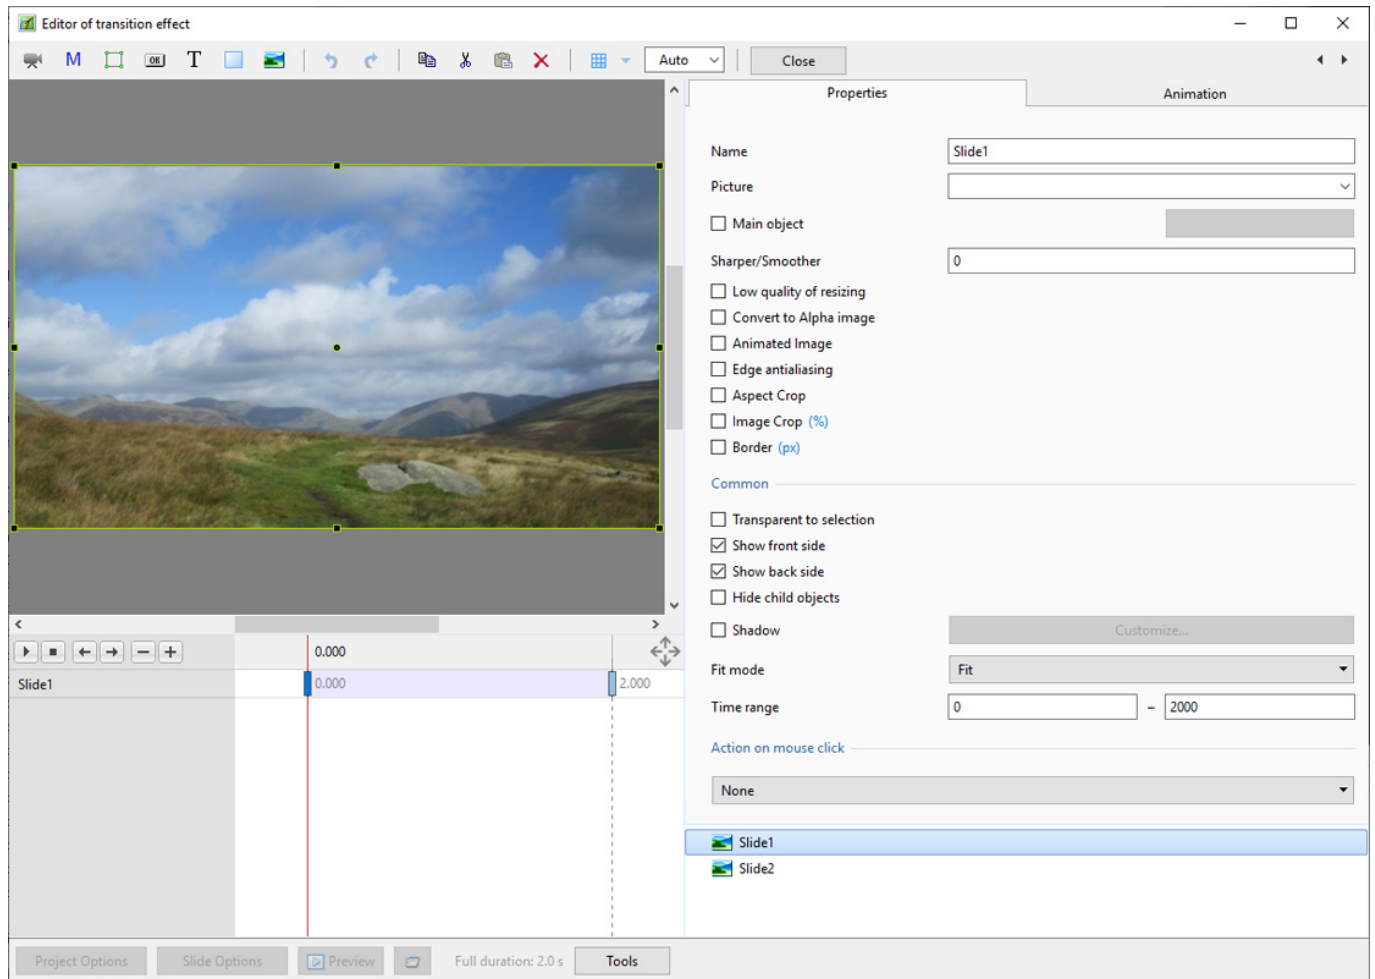 Editor of transition effect
M OK T Auto Close
Properties Animation
Name Slide1
Picture
Main object
Sharper/Smoother 0
Low quality of resizing
Convert to Alpha image
Animated Image
Edge antialiasing
Aspect Crop
Image Crop (%)
Border (px)
Common
Transparent to selection
Show front side
Show back side
Hide child objects
Shadow Customize...
Fit mode Fit
Time range 0 – 2000
Action on mouse click
None
Slide1
Slide2
0.000
Slide1 0.000 2.000
Project Options Slide Options Preview Full duration: 2.0 s Tools